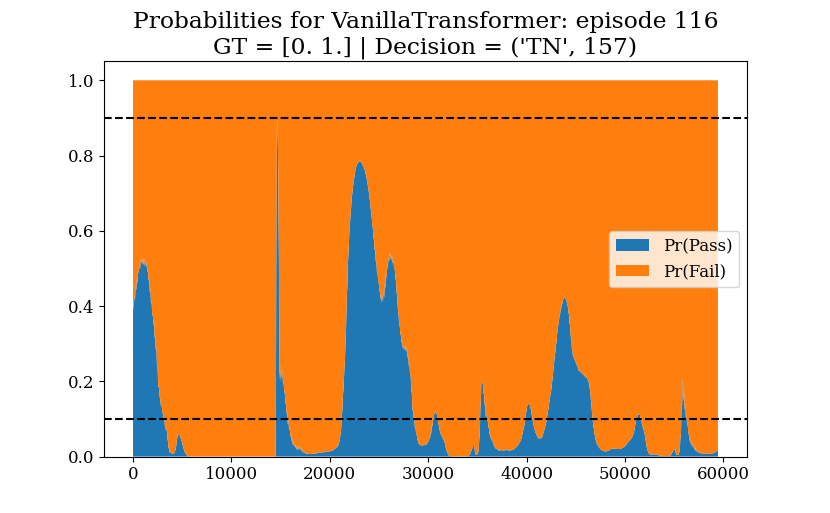 Probabilities for VanillaTransformer: episode 116
GT = [0. 1.] | Decision = ('TN', 157)
1.0
0.8
0.6
0.4
0.2
0.0
Pr(Pass)
Pr(Fail)
0 10000 20000 30000 40000 50000 60000